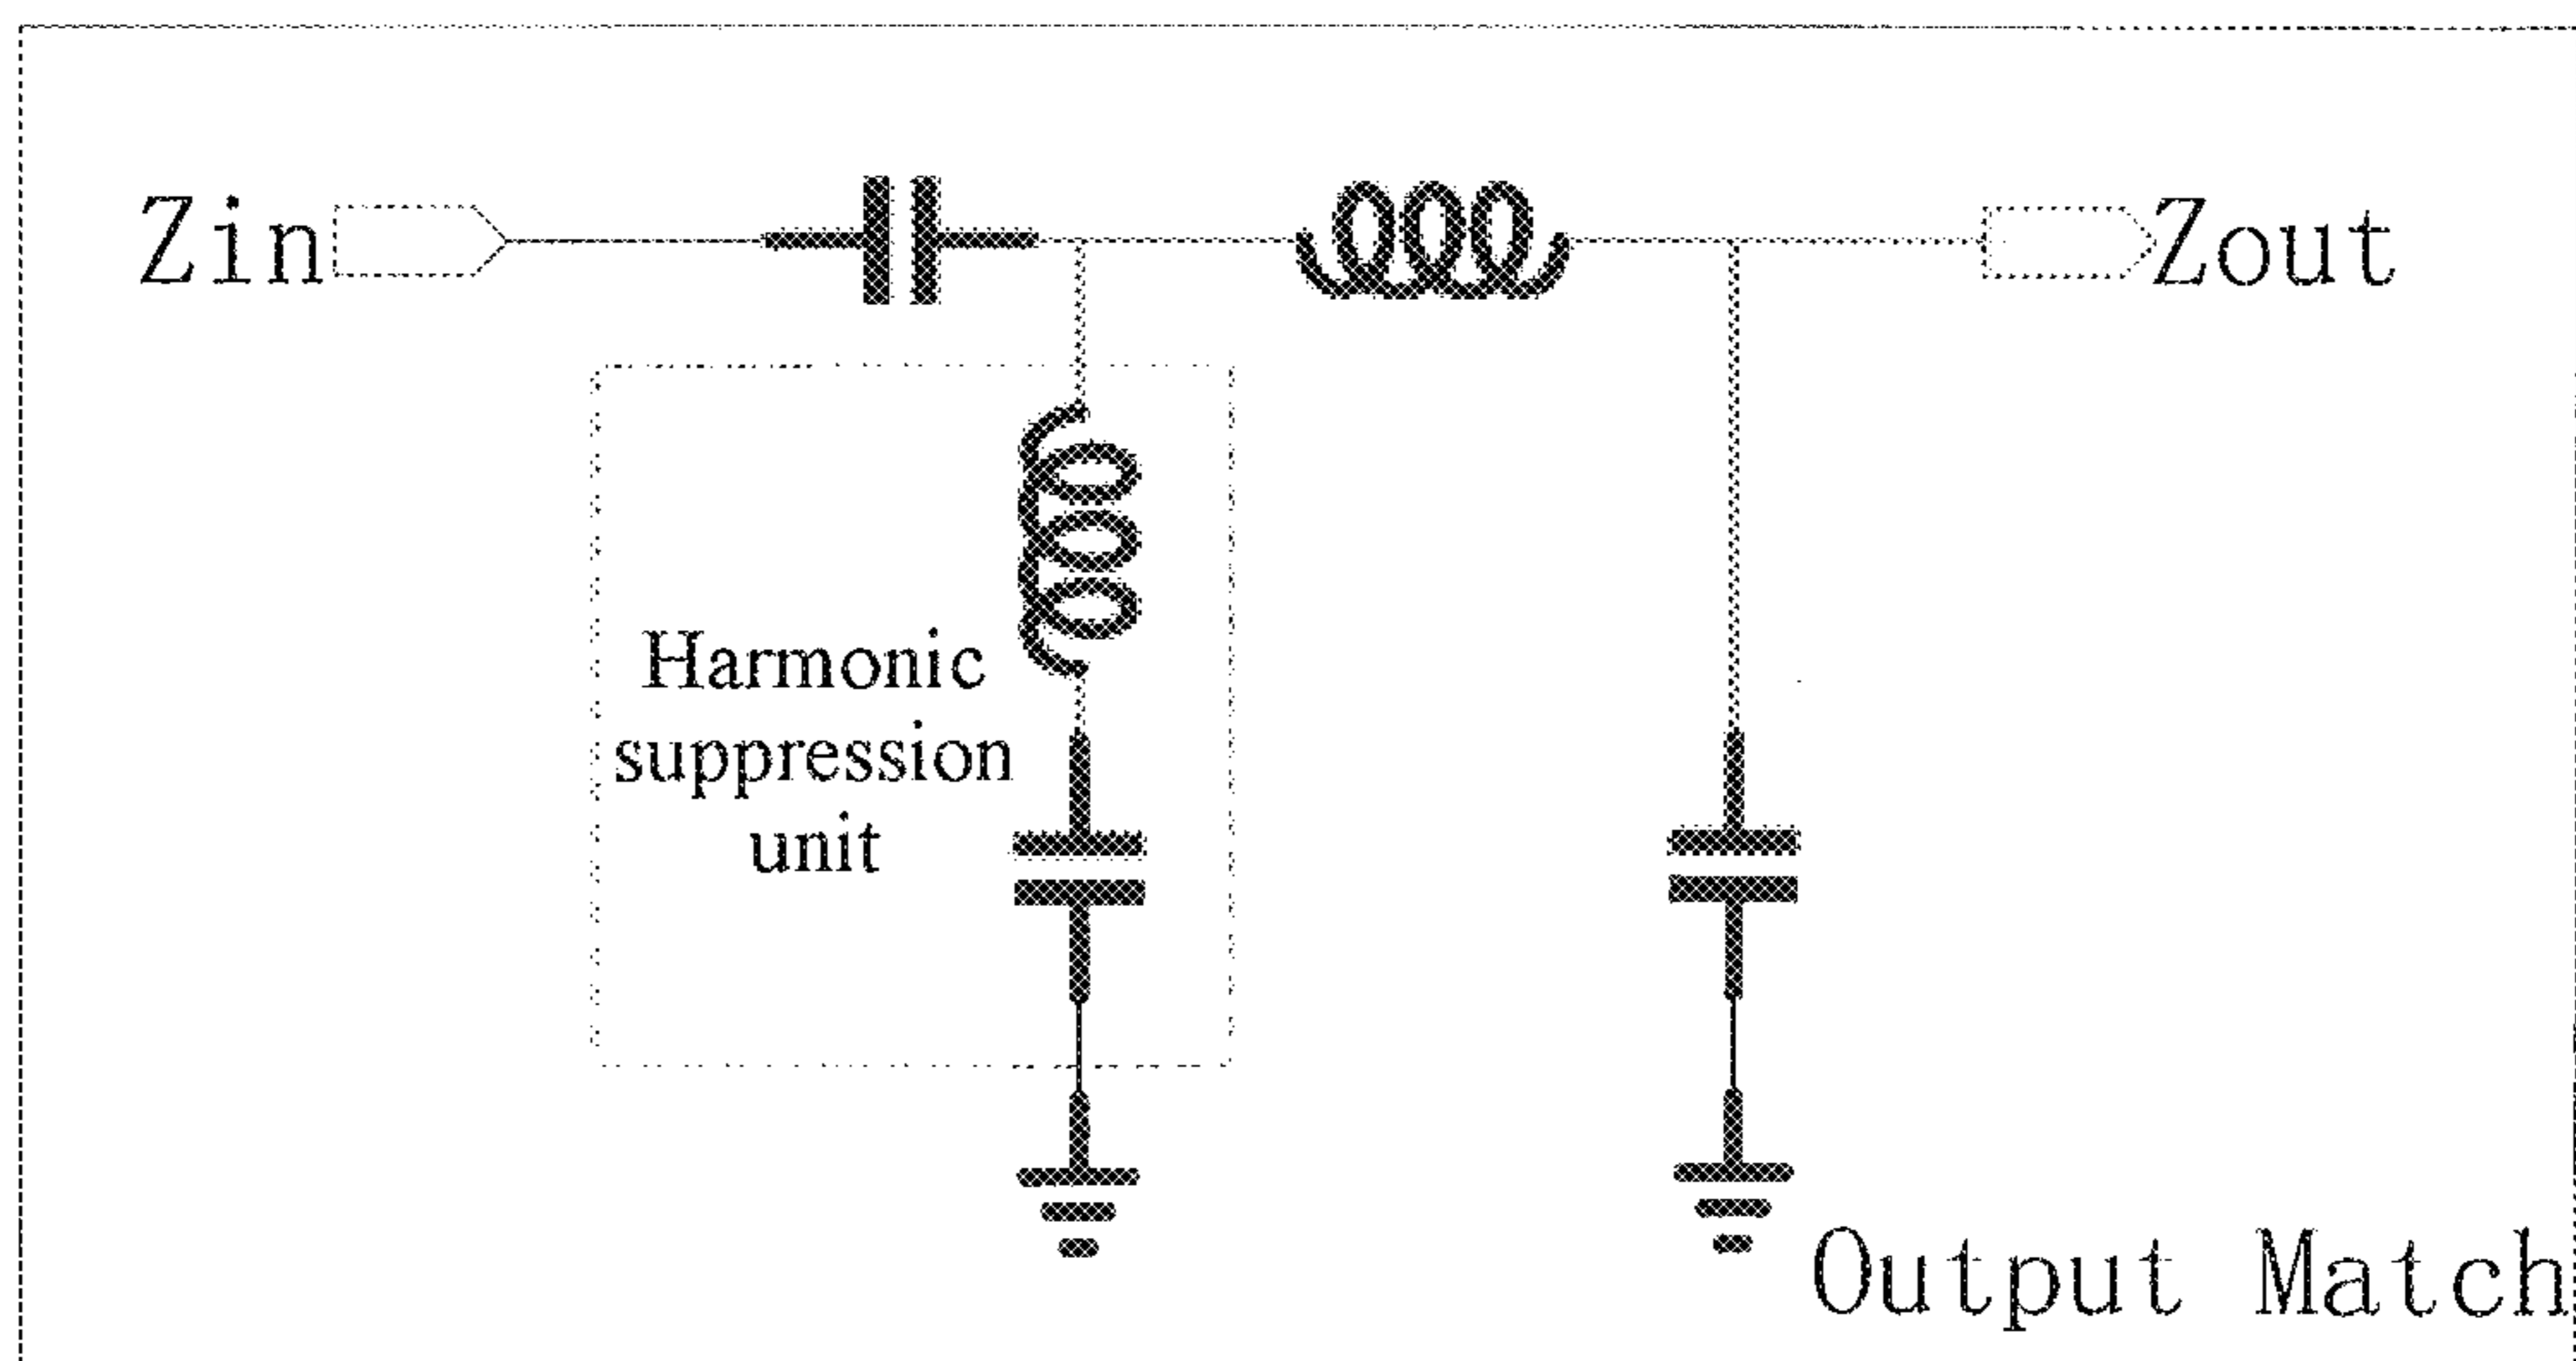 Zin
Zout
Harmonic
suppression
unit
Output Match